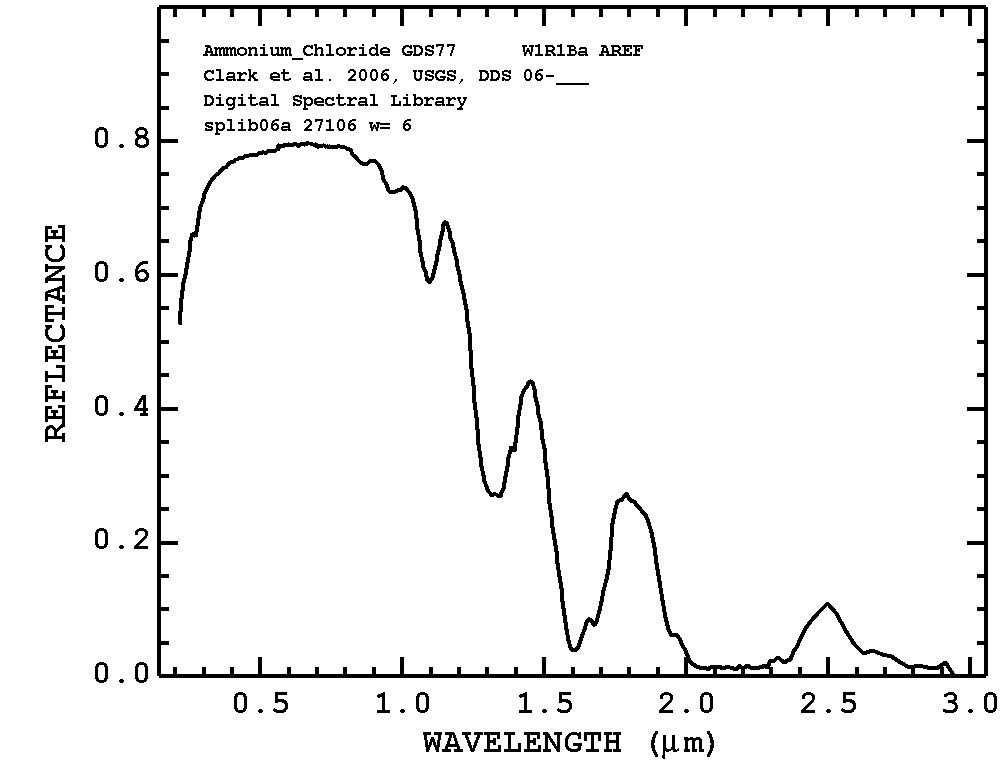 Ammonium_Chloride GDS77 W1R1Ba AREF
Clark et al. 2006, USGS, DDS 06-___
Digital Spectral Library
splib06a 27106 w= 6
0.8
0.6
0.4
0.2
0.0
REFLECTANCE
0.5 1.0 1.5 2.0 2.5 3.0
WAVELENGTH (μm)